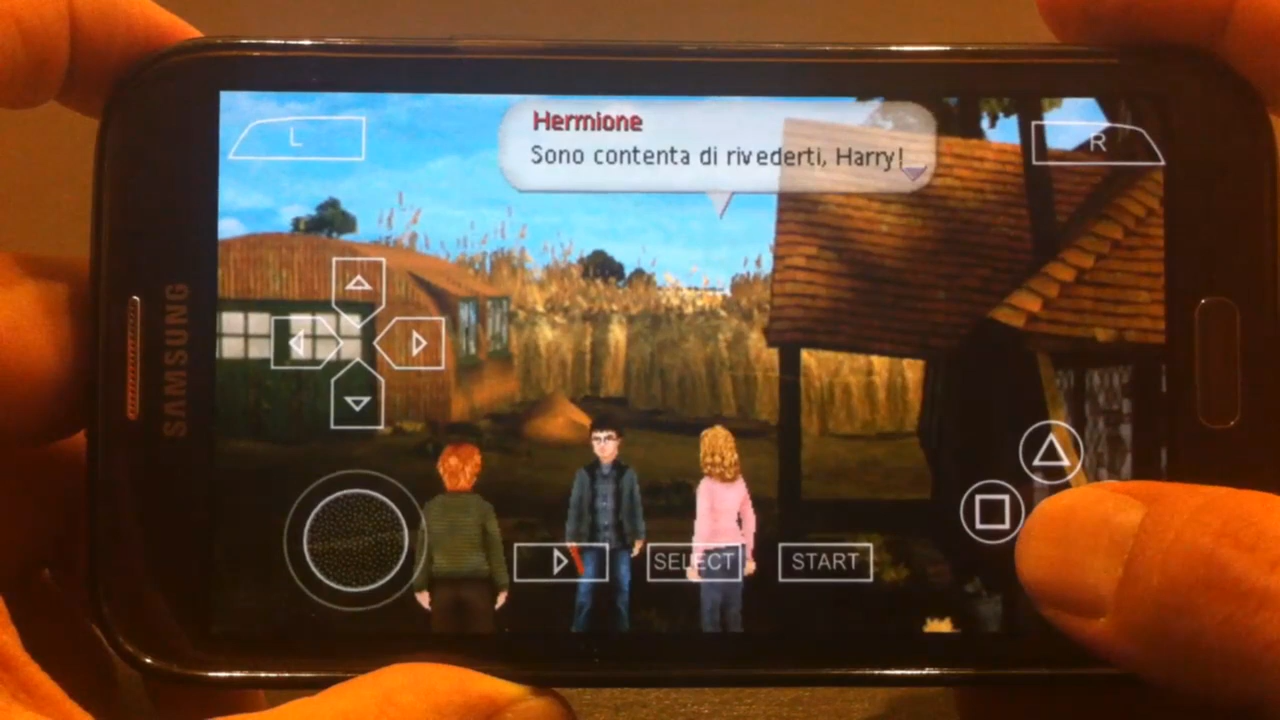 Hermione
Sono contenta di rivederti, Harry!
L
R
SAMSUNG
SELECT
START